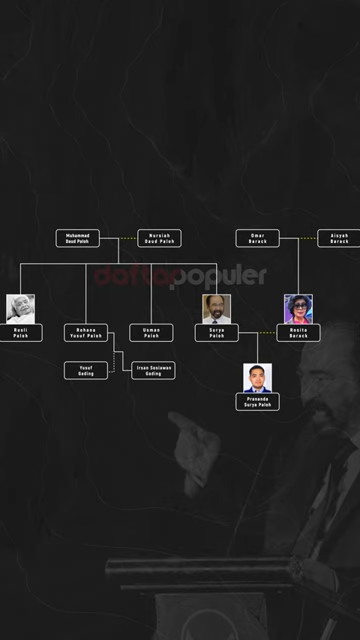 Muhammad
Daud Paloh
Nursiah
Daud Paloh
Omar
Barack
Aisyah
Barack
daftarpopuler
Rusli
Paloh
Rohana
Yusuf Paloh
Usman
Paloh
Surya
Paloh
Rosita
Barack
Yusuf
Gading
Irsan Sosiawan
Gading
Prananda
Surya Paloh